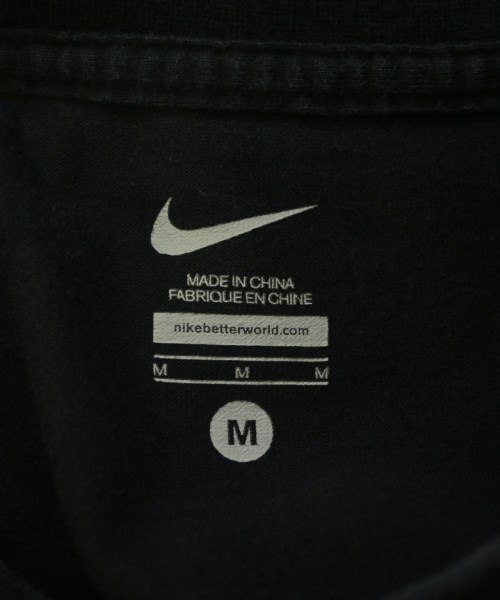 MADE IN CHINA
FABRIQUE EN CHINE
nikebetterworld.com
M M M
M